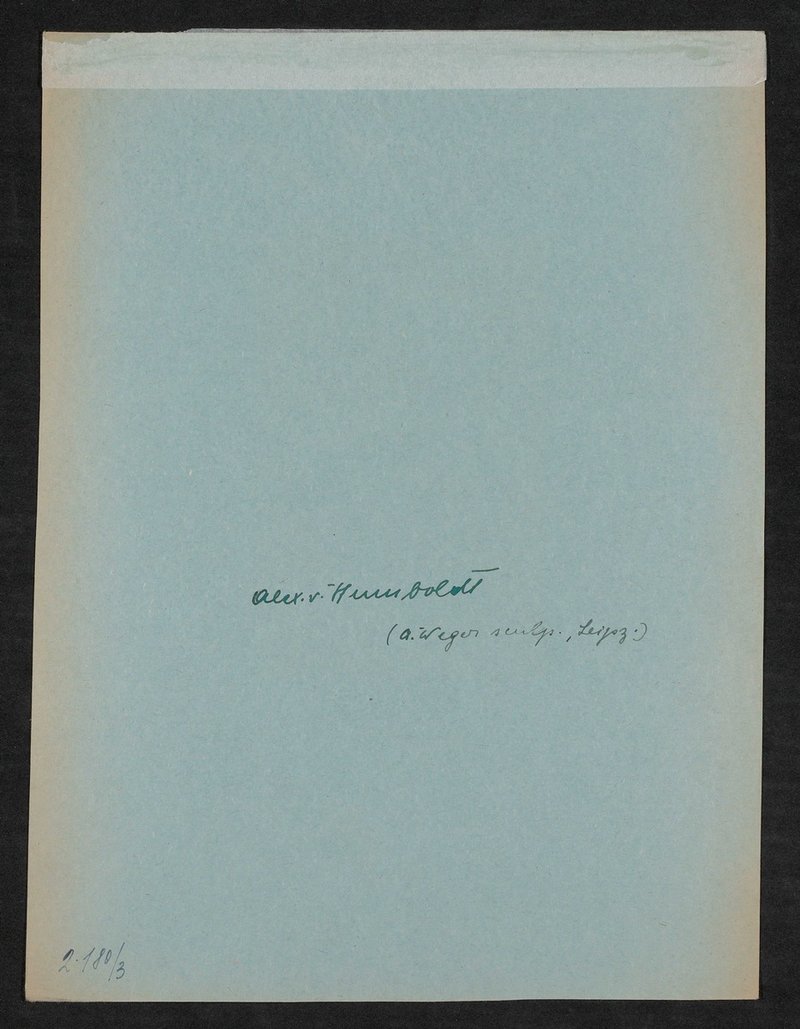 Alex. v. Humboldt
(A. Weger sculp., Leipz.)
2.180/3